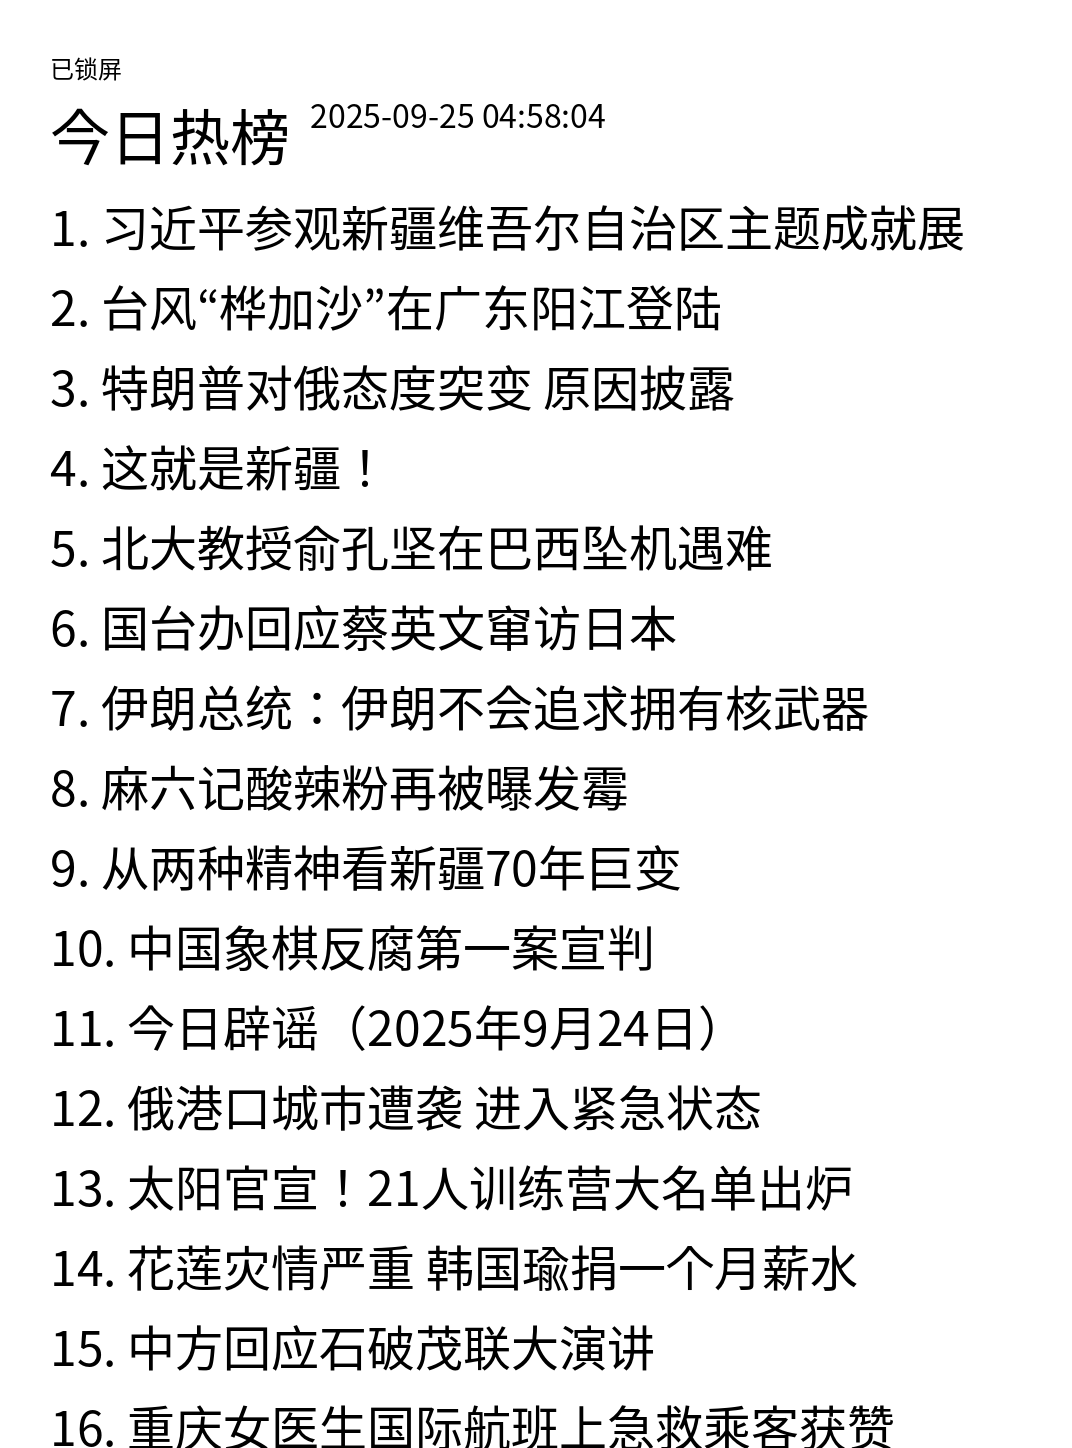 已锁屏
今日热榜 2025-09-25 04:58:04
1. 习近平参观新疆维吾尔自治区主题成就展
2. 台风“桦加沙”在广东阳江登陆
3. 特朗普对俄态度突变 原因披露
4. 这就是新疆！
5. 北大教授俞孔坚在巴西坠机遇难
6. 国台办回应蔡英文窜访日本
7. 伊朗总统：伊朗不会追求拥有核武器
8. 麻六记酸辣粉再被曝发霉
9. 从两种精神看新疆70年巨变
10. 中国象棋反腐第一案宣判
11. 今日辟谣（2025年9月24日）
12. 俄港口城市遭袭 进入紧急状态
13. 太阳官宣！21人训练营大名单出炉
14. 花莲灾情严重 韩国瑜捐一个月薪水
15. 中方回应石破茂联大演讲
16. 重庆女医生国际航班上急救乘客获赞